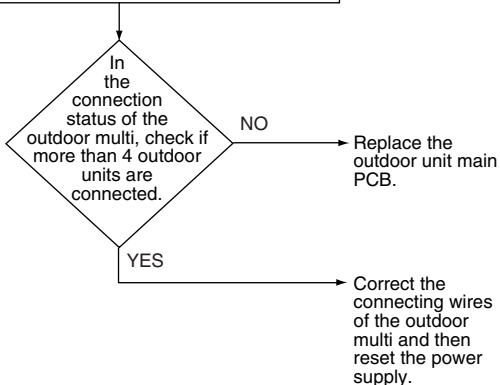 In
the
connection
status of the
outdoor multi, check if
more than 4 outdoor
units are
connected.
NO
Replace the
outdoor unit main
PCB.
YES
Correct the
connecting wires
of the outdoor
multi and then
reset the power
supply.